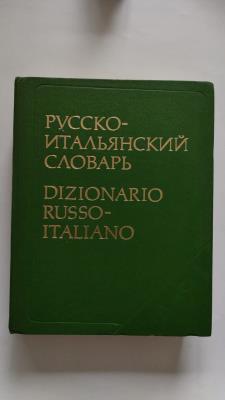 РУССКО-
ИТАЛЬЯНСКИЙ
СЛОВАРЬ
DIZIONARIO
RUSSO-
ITALIANO